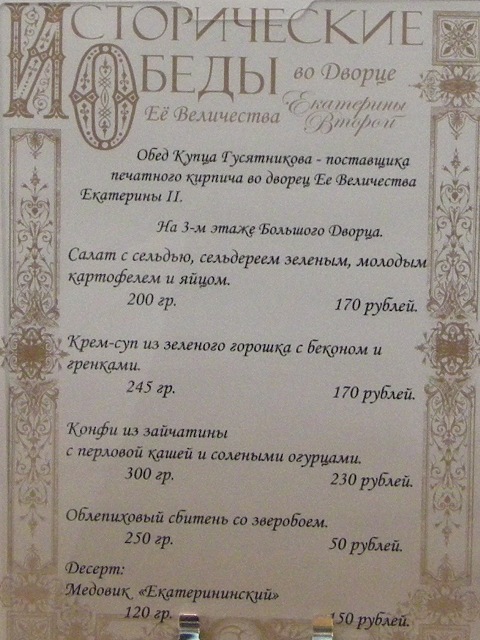 Исторические
Обеды во Дворце
Её Величества Екатерины
Второй
Обед Купца Гусятникова - поставщика
печатного кирпича во дворец Ее Величества
Екатерины II.
На 3-м этаже Большого Дворца.
Салат с сельдью, сельдереем зеленым, молодым
картофелем и яйцом.
200 гр. 170 рублей.
Крем-суп из зеленого горошка с беконом и
гренками.
245 гр. 170 рублей.
Конфи из зайчатины
с перловой кашей и солеными огурцами.
300 гр. 230 рублей.
Облепиховый сбитень со зверобоем.
250 гр. 50 рублей.
Десерт:
Медовик «Екатерининский»
120 гр. 150 рублей.